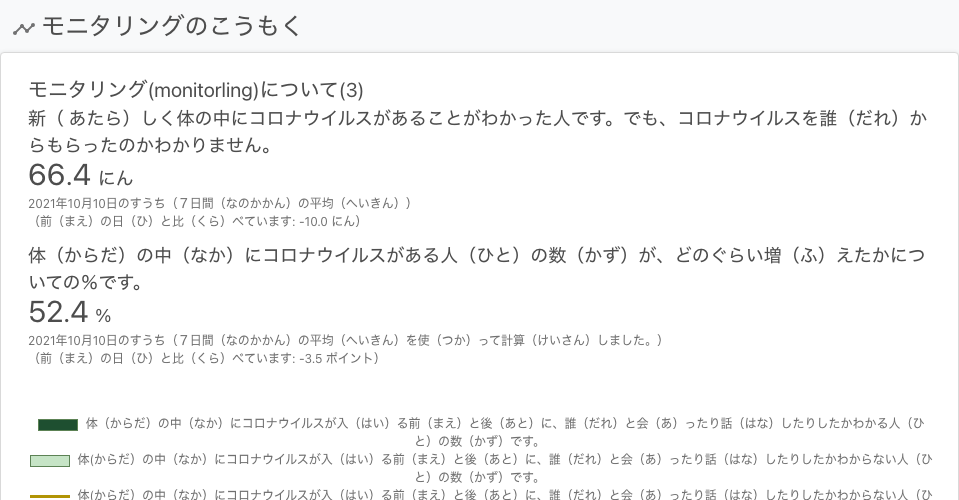 モニタリングのこうもく
モニタリング(monitorling)について(3)
新（ あたら）しく体の中にコロナウイルスがあることがわかった人です。でも、コロナウイルスを誰（だれ）か
らもらったのかわかりません。
66.4 にん
2021年10月10日のすうち（７日間（なのかかん）の平均（へいきん））
（前（まえ）の日（ひ）と比（くら）べています: -10.0 にん）
体（からだ）の中（なか）にコロナウイルスがある人（ひと）の数（かず）が、どのぐらい増（ふ）えたかにつ
いての％です。
52.4 %
2021年10月10日のすうち（７日間（なのかかん）の平均（へいきん）を使（つか）って計算（けいさん）しました。）
（前（まえ）の日（ひ）と比（くら）べています: -3.5 ポイント）
体（からだ）の中（なか）にコロナウイルスが入（はい）る前（まえ）と後（あと）に、誰（だれ）と会（あ）ったり話（はな）したりしたかわかる人（ひ
と）の数（かず）です。
体(からだ）の中（なか）にコロナウイルスが入（はい）る前（まえ）と後（あと）に、誰（だれ）と会（あ）ったり話（はな）したりしたかわからない人（ひ
と）の数（かず）です。
体(からだ）の中（なか）にコロナウイルスが入（はい）る前（まえ）と後（あと）に、誰（だれ）と会（あ）ったり話（はな）したりしたかわからない人（ひ